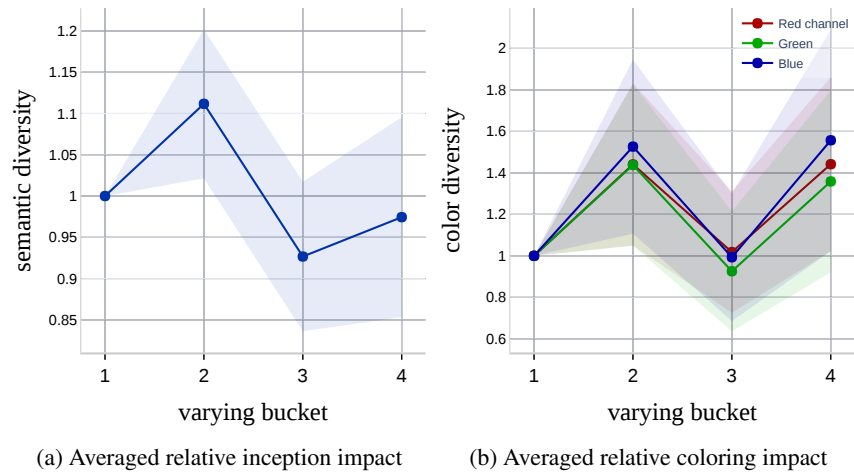 1.2
1.15
1.1
1.05
1
0.95
0.9
0.85
semantic diversity
1 2 3 4
varying bucket
(a) Averaged relative inception impact
Red channel
Green
Blue
2
1.8
1.6
1.4
1.2
1
0.8
0.6
color diversity
1 2 3 4
varying bucket
(b) Averaged relative coloring impact